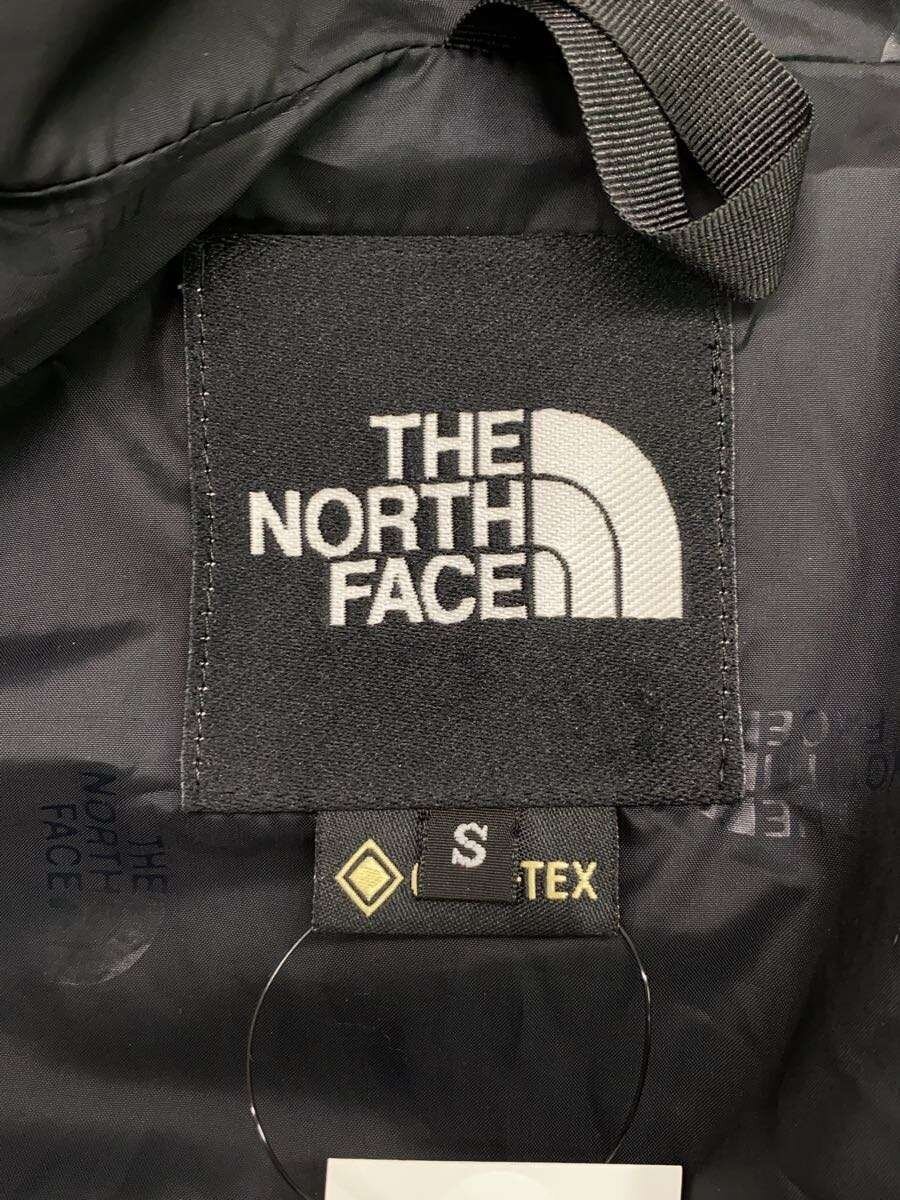 THE
NORTH
FACE
S
TEX
THE
NORTH
FACE